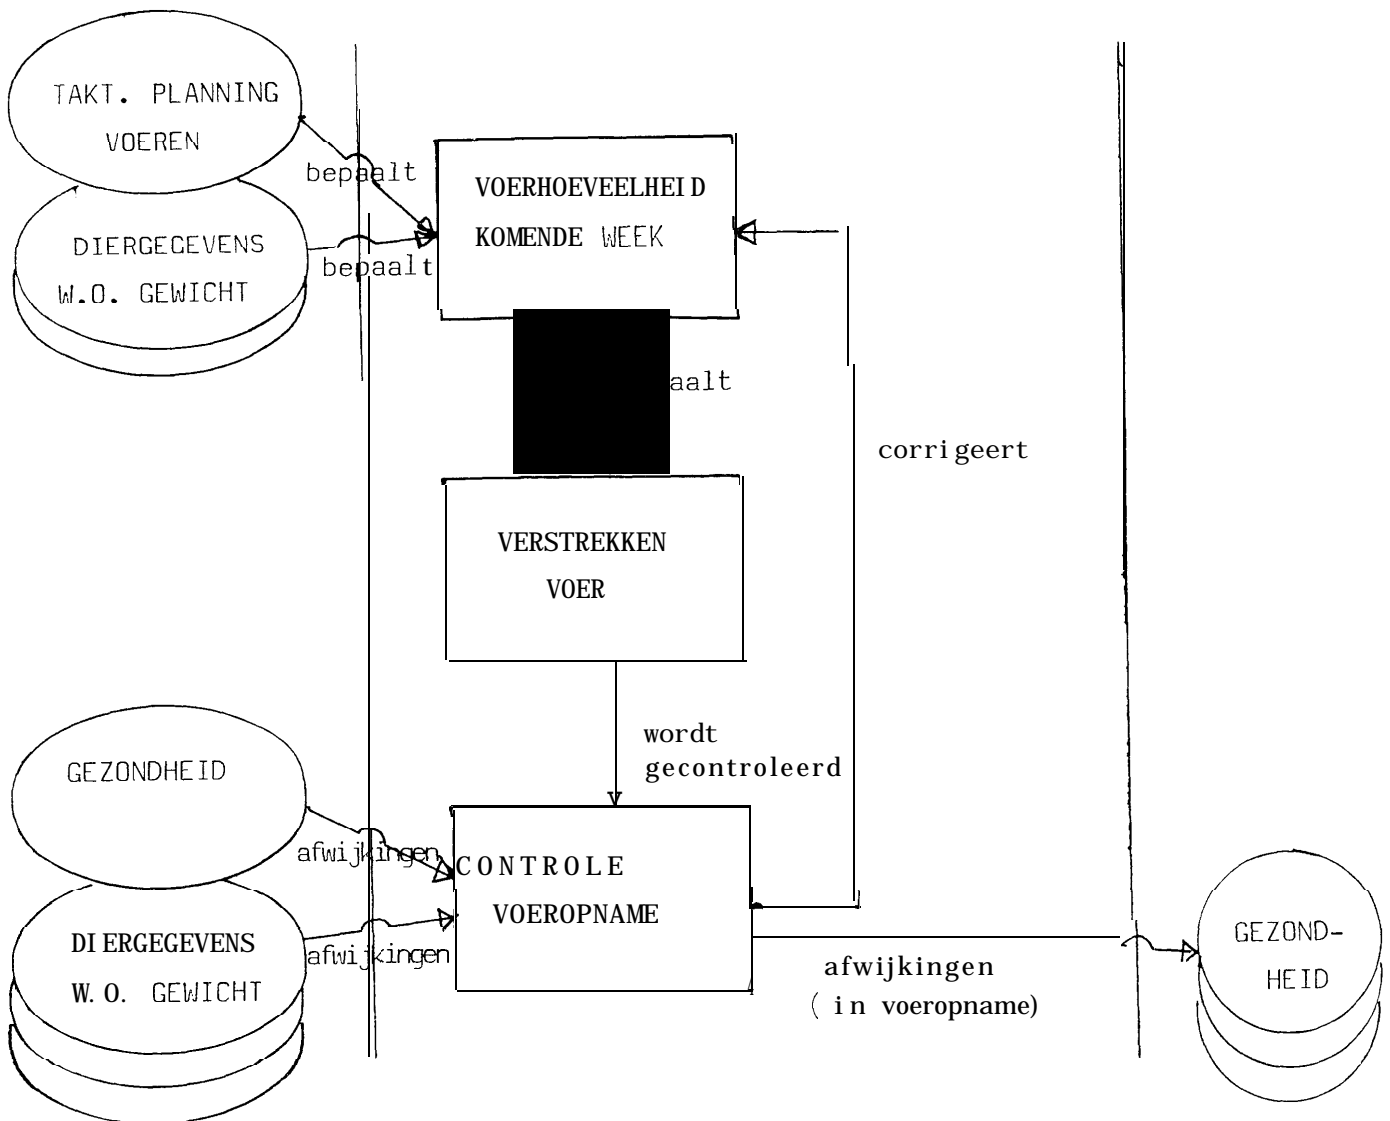 TAKT. PLANNING
VOEREN
bepaalt
DIERGEGEVENS
W.O. GEWICHT
bepaalt
VOERHOEVEELHEID
KOMENDE WEEK
aalt
corrigeert
VERSTREKKEN
VOER
wordt
gecontroleerd
GEZONDHEID
afwijkingen
CONTROLE
VOEROPNAME
DIERGEGEVENS
W.O. GEWICHT
afwijkingen
afwijkingen
( in voeropname)
GEZOND-
HEID